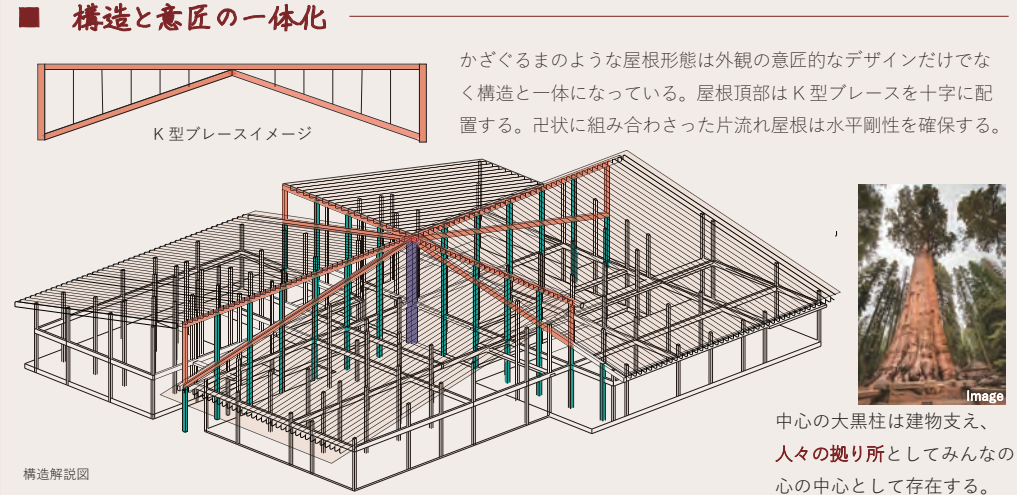 ■ 構造と意匠の一体化
かざぐるまのような屋根形態は外観の意匠的なデザインだけでな
く構造と一体になっている。屋根頂部はK型ブレースを十字に配
置する。卍状に組み合わさった片流れ屋根は水平剛性を確保する。
K型ブレースイメージ
Image
中心の大黒柱は建物支え、
人々の拠り所としてみんなの
心の中心として存在する。
構造解説図